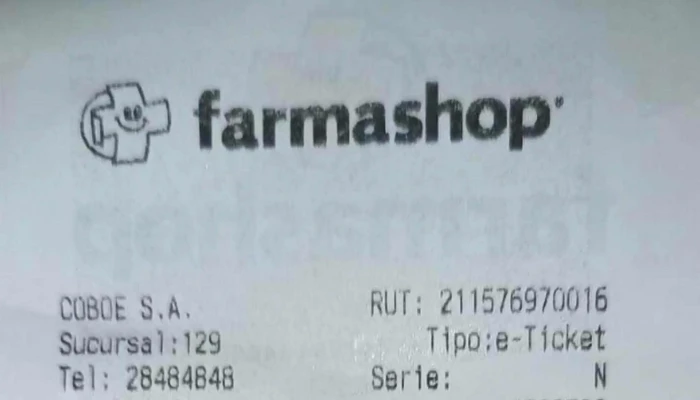 farmashop
COBOE S.A. RUT: 211576970016
Sucursal:129 Tipo:e-Ticket
Tel: 28484848 Serie: N